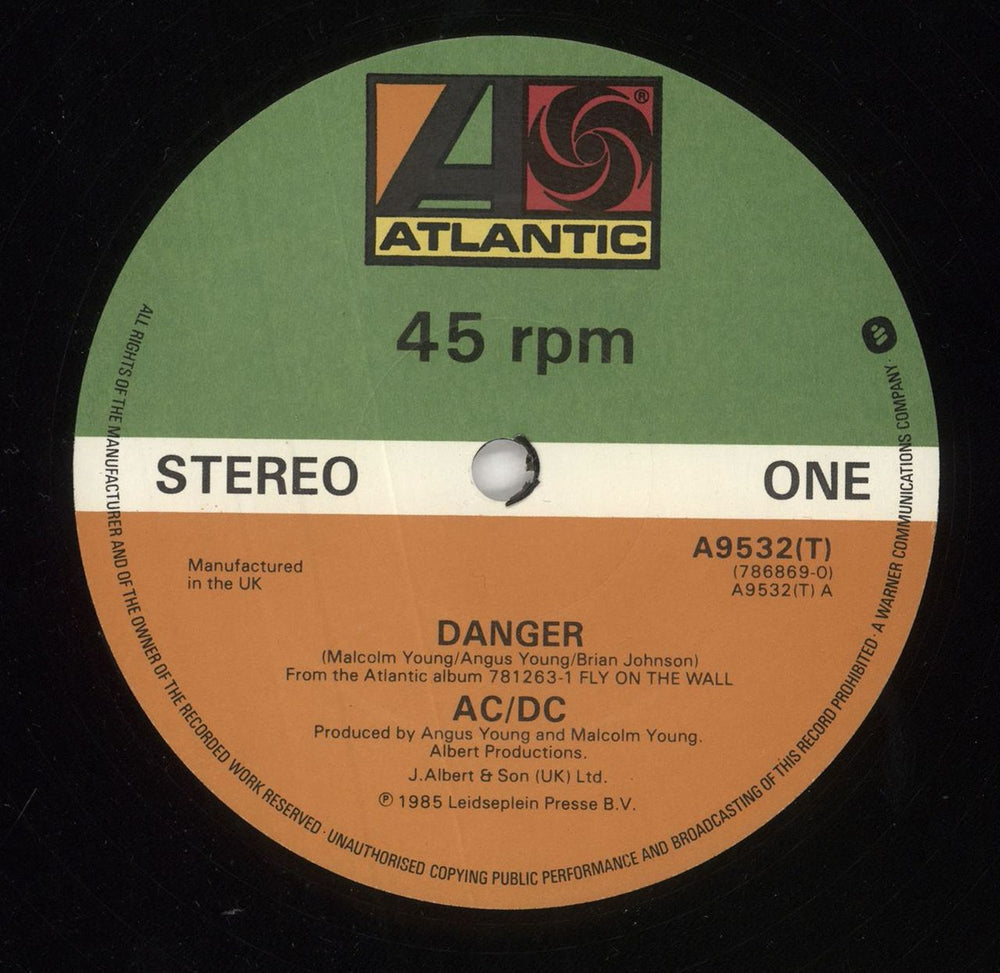 A
®
ATLANTIC
45 rpm
STEREO
ONE
Manufactured
in the UK
A9532(T)
(786869-0)
A9532(T) A
DANGER
(Malcolm Young/Angus Young/Brian Johnson)
From the Atlantic album 781263-1 FLY ON THE WALL
AC/DC
Produced by Angus Young and Malcolm Young.
Albert Productions.
J.Albert & Son (UK) Ltd.
℗ 1985 Leidseplein Presse B.V.
ALL RIGHTS OF THE MANUFACTURER AND OF THE OWNER OF THE RECORDED WORK RESERVED · UNAUTHORISED COPYING PUBLIC PERFORMANCE AND BROADCASTING OF THIS RECORD PROHIBITED · A WARNER COMMUNICATIONS COMPANY ·